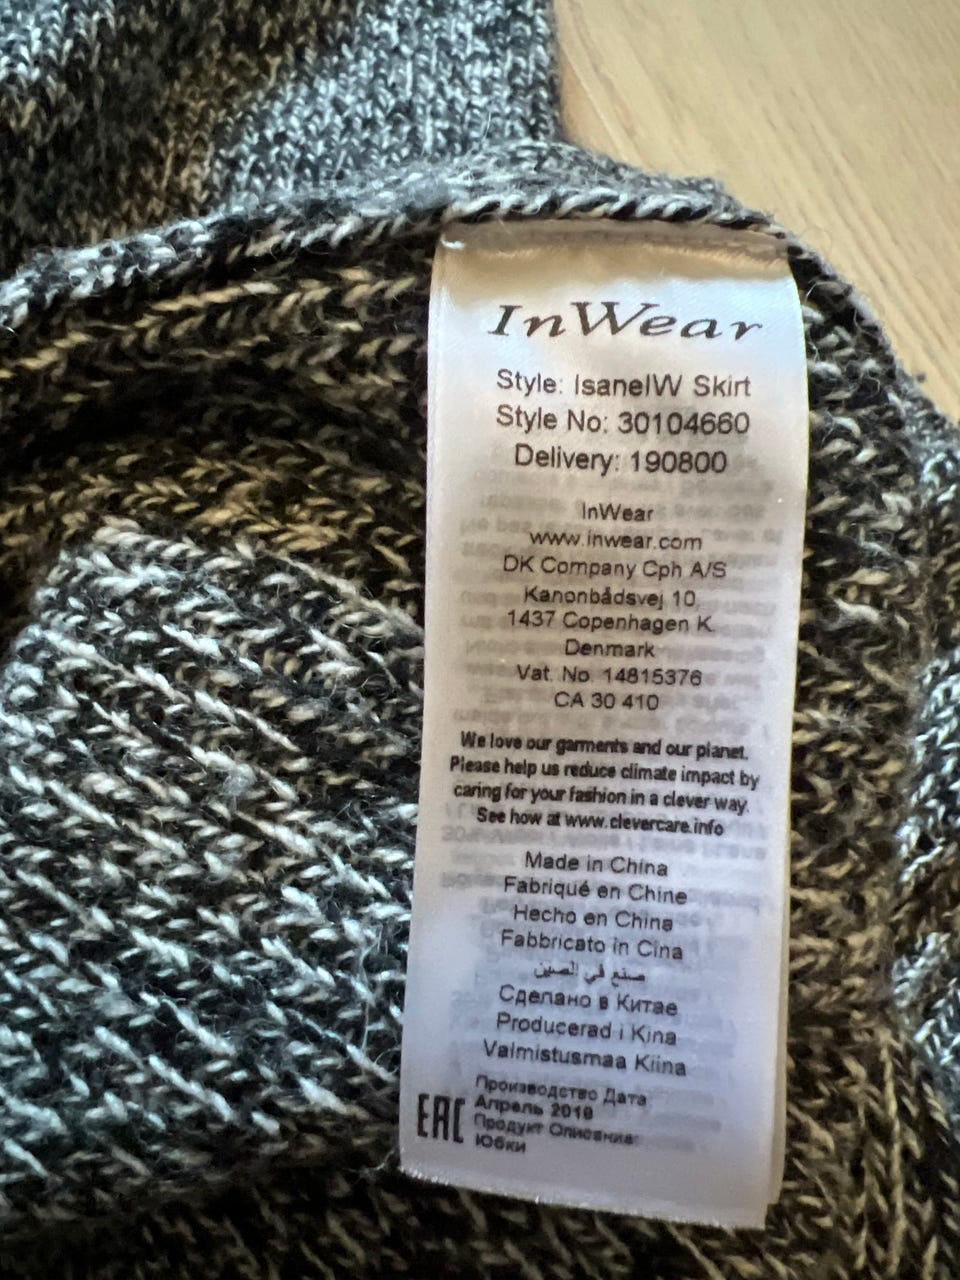 InWear
Style: IsaneIW Skirt
Style No: 30104660
Delivery: 190800
InWear
www.inwear.com
DK Company Cph A/S
Kanonbådsvej 10,
1437 Copenhagen K.
Denmark
Vat. No. 14815376
CA 30 410
We love our garments and our planet.
Please help us reduce climate impact by
caring for your fashion in a clever way.
See how at www.clevercare.info
Made in China
Fabriqué en Chine
Hecho en China
Fabbricato in Cina
صنع في الصين
Сделано в Китае
Producerad i Kina
Valmistusmaa Kiina
EAC
Производство Дата
Апрель 2019
Продукт Описание:
Юбки